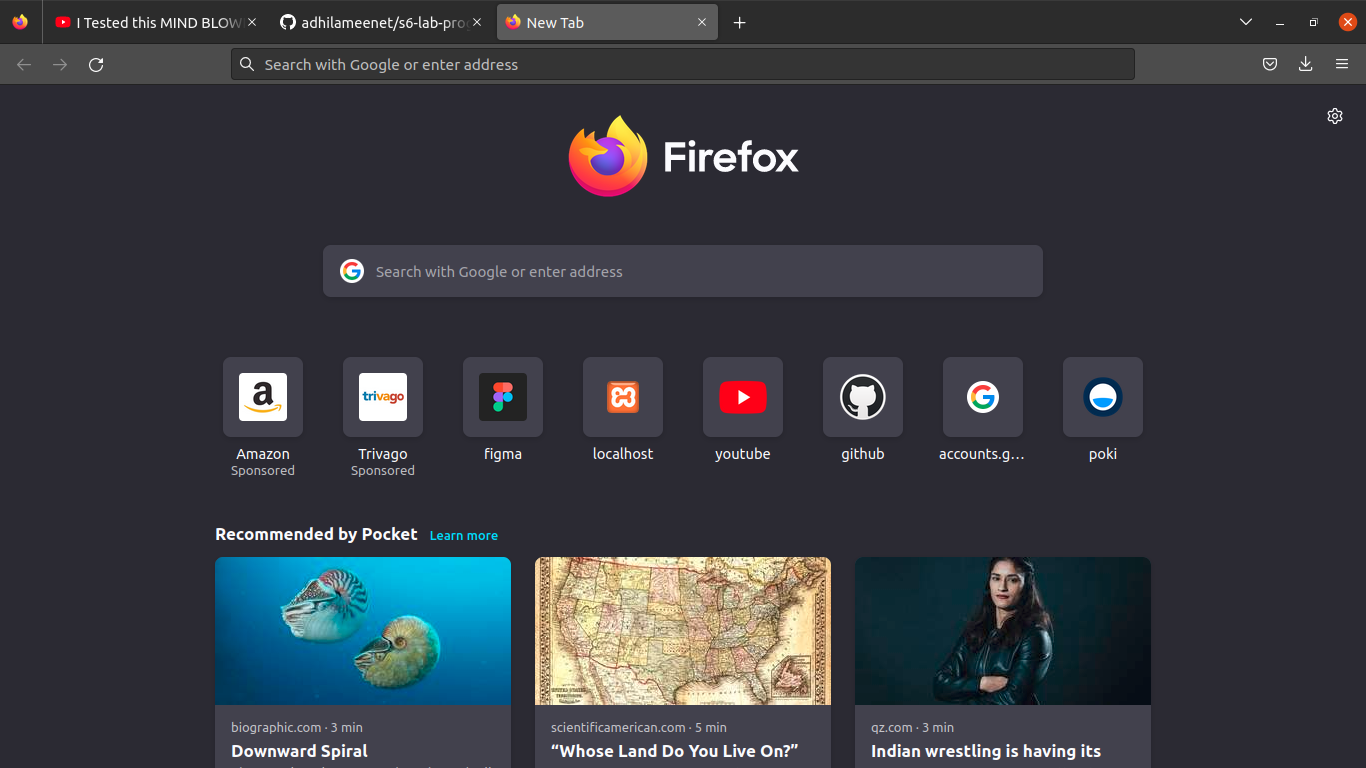 I Tested this MIND BLOW
adhilameenet/s6-lab-pro
New Tab
Search with Google or enter address
Firefox
Search with Google or enter address
a
trivago
Amazon
Sponsored
Trivago
Sponsored
figma
localhost
youtube
github
accounts.g…
poki
Recommended by Pocket Learn more
biographic.com · 3 min
Downward Spiral
scientificamerican.com · 5 min
“Whose Land Do You Live On?”
qz.com · 3 min
Indian wrestling is having its